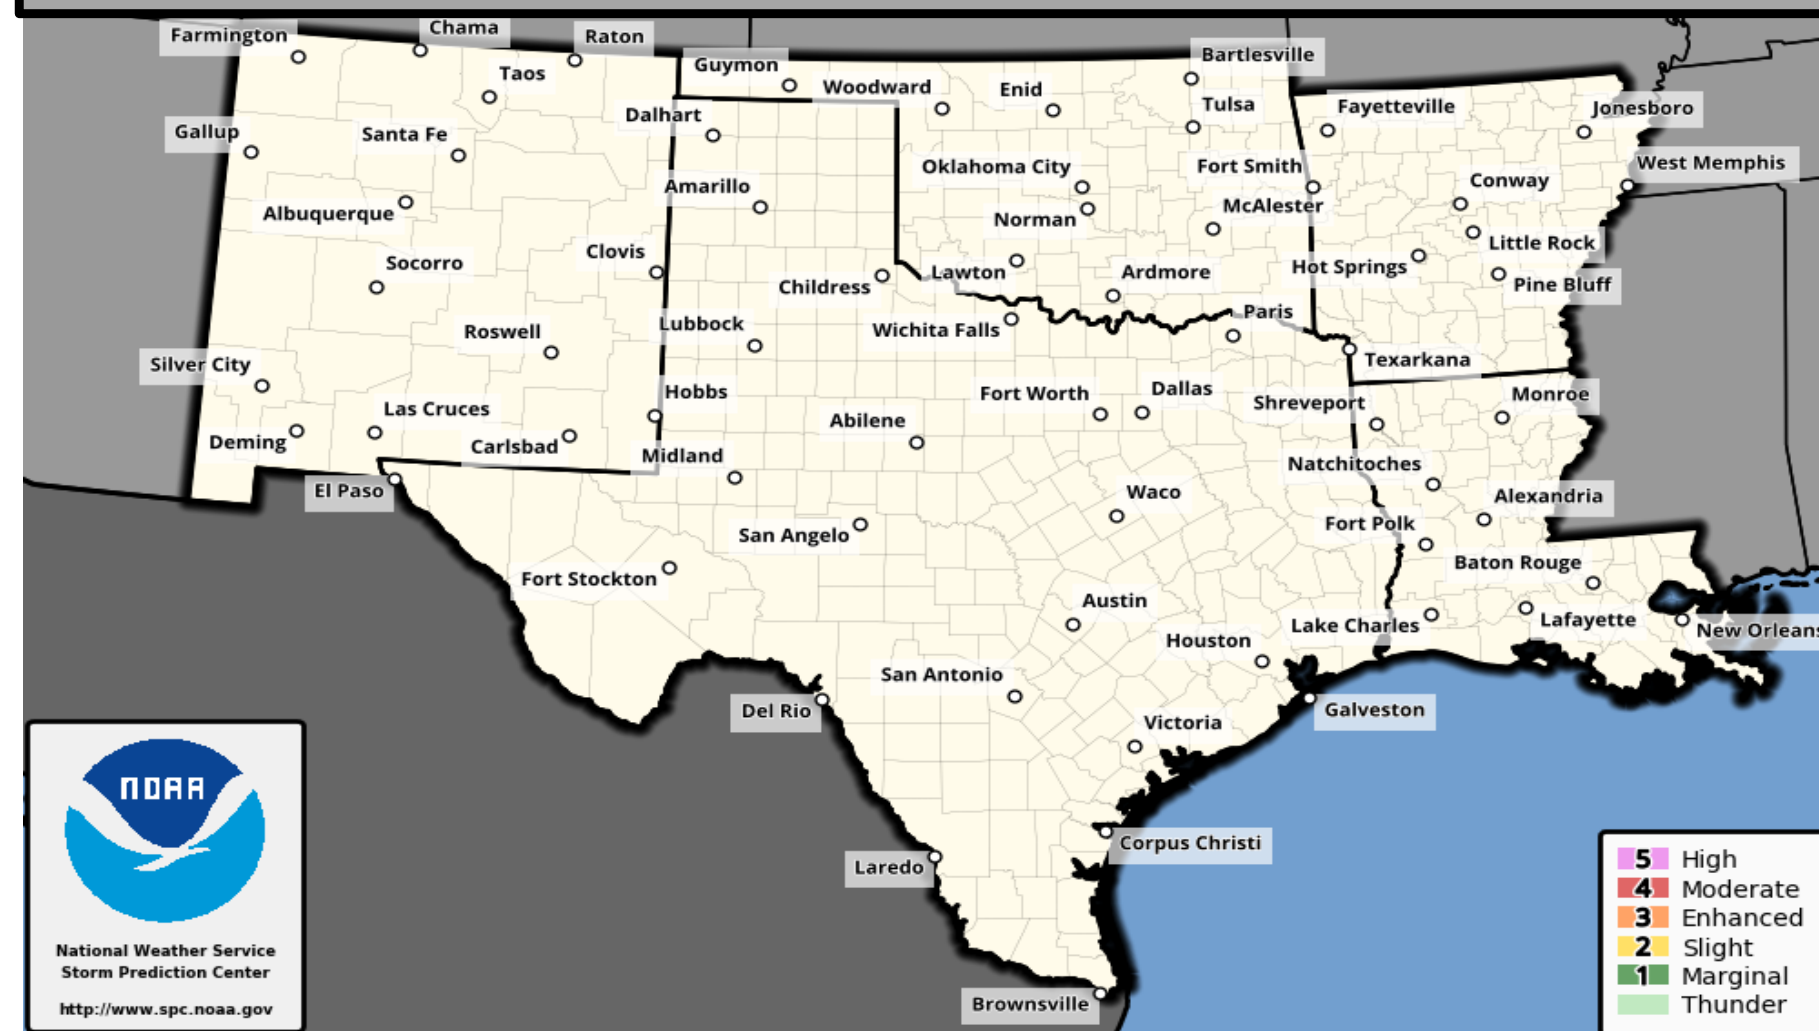 Farmington
Chama
Raton
Taos
Guymon
Woodward
Enid
Bartlesville
Tulsa
Dalhart
Fayetteville
Jonesboro
Gallup
Santa Fe
Oklahoma City
Fort Smith
West Memphis
Conway
Amarillo
McAlester
Albuquerque
Norman
Little Rock
Socorro
Clovis
Childress
Lawton
Ardmore
Hot Springs
Pine Bluff
Roswell
Lubbock
Wichita Falls
Paris
Silver City
Texarkana
Las Cruces
Hobbs
Fort Worth
Dallas
Shreveport
Monroe
Deming
Carlsbad
Midland
Abilene
Natchitoches
El Paso
Waco
Alexandria
San Angelo
Fort Polk
Fort Stockton
Baton Rouge
Austin
Lake Charles
Lafayette
New Orleans
Houston
San Antonio
Del Rio
Victoria
Galveston
Corpus Christi
Laredo
Brownsville
NOAA
National Weather Service
Storm Prediction Center
http://www.spc.noaa.gov
5 High
4 Moderate
3 Enhanced
2 Slight
1 Marginal
Thunder